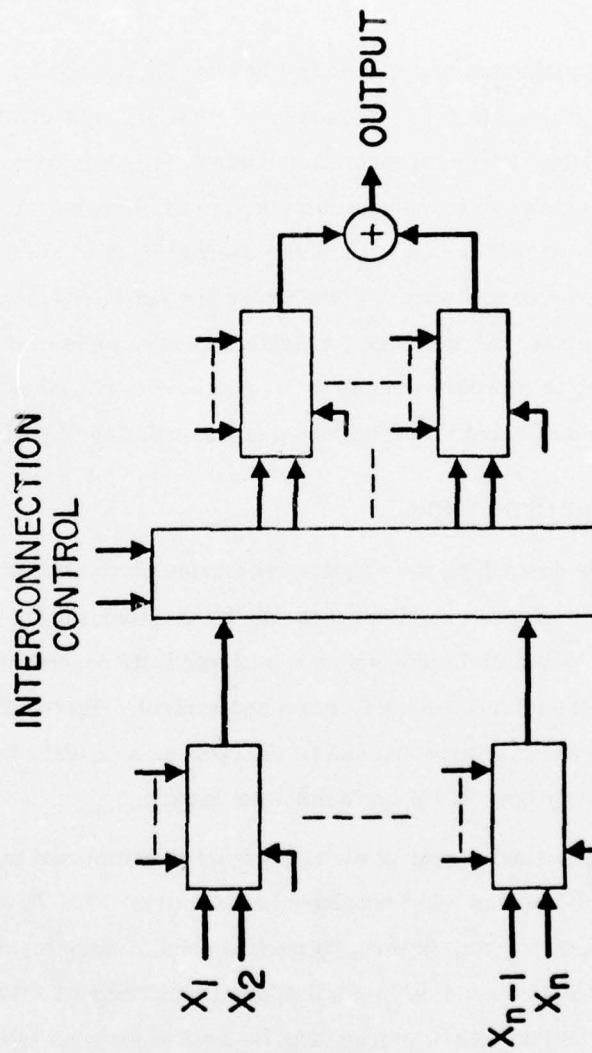 INTERCONNECTION
CONTROL
X1
X2
Xn-1
Xn
+
OUTPUT